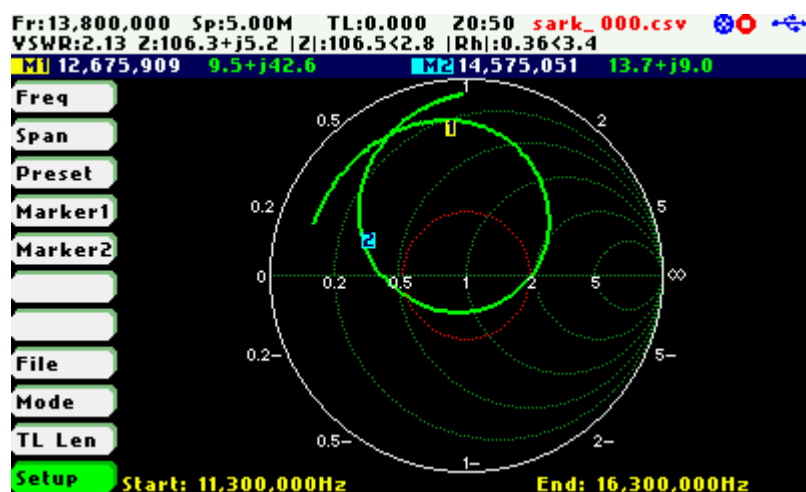 Fr:13,800,000 Sp:5.00M TL:0.000 Z0:50 sark_000.csv
VSWR:2.13 Z:106.3+j5.2 |Z|:106.5<2.8 |Rh|:0.36<3.4
M1 12,675,909 9.5+j42.6 M2 14,575,051 13.7+j9.0
Freq
Span
Preset
Marker1
Marker2
File
Mode
TL Len
Setup
1
0.5 1 2
0.2 5
2
0 0.2 0.5 1 2 5 ∞
0.2- 5-
0.5- 2-
1-
Start: 11,300,000Hz End: 16,300,000Hz